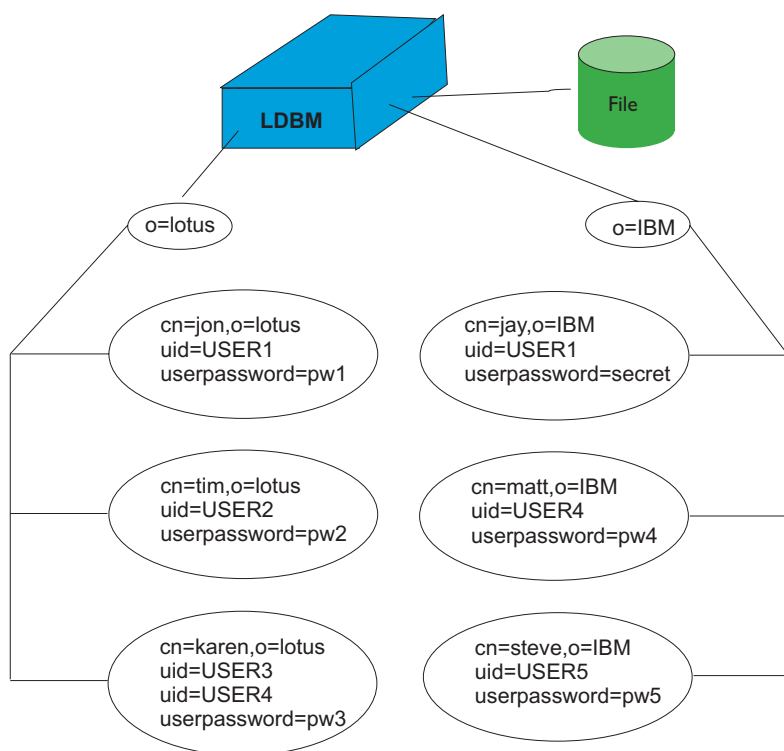 LDBM
File
o=lotus
o=IBM
cn=jon,o=lotus
uid=USER1
userpassword=pw1
cn=jay,o=IBM
uid=USER1
userpassword=secret
cn=tim,o=lotus
uid=USER2
userpassword=pw2
cn=matt,o=IBM
uid=USER4
userpassword=pw4
cn=karen,o=lotus
uid=USER3
uid=USER4
userpassword=pw3
cn=steve,o=IBM
uid=USER5
userpassword=pw5